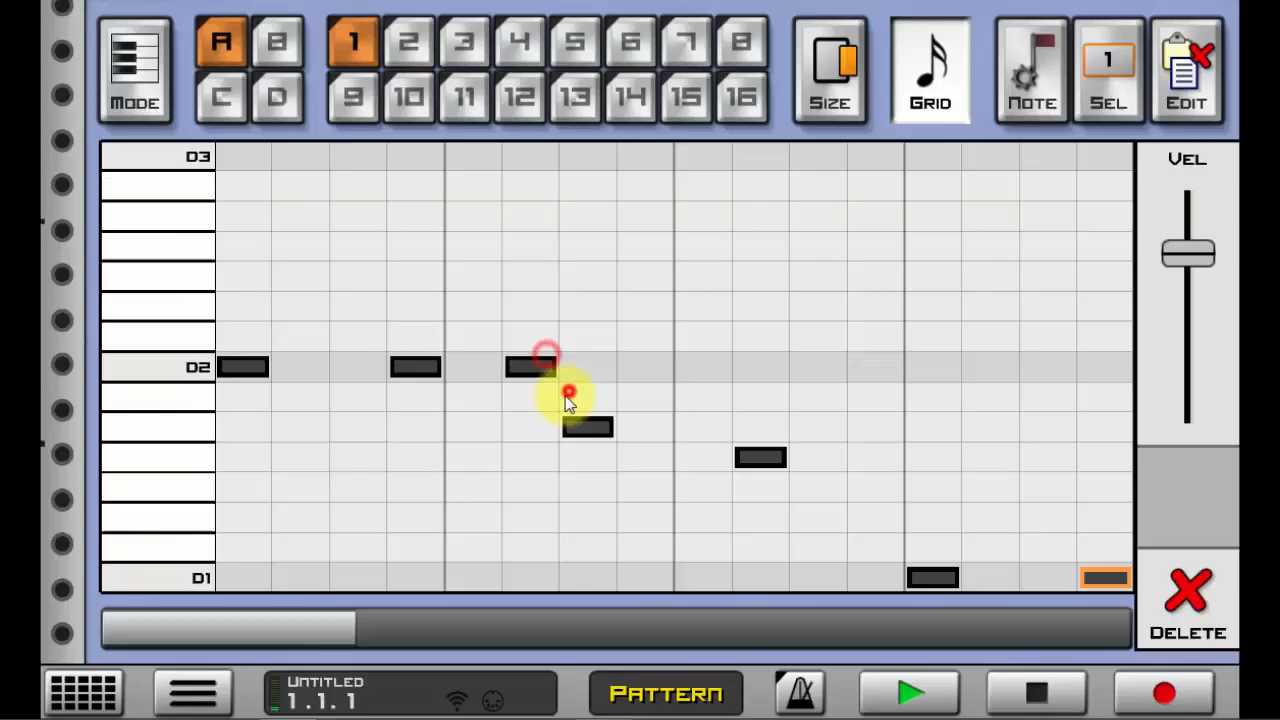 A B 1 2 3 4 5 6 7 8
1
MODE C D 9 10 11 12 13 14 15 16 SIZE GRID NOTE SEL EDIT
D3
VEL
D2
D1
DELETE
UNTITLED
1.1.1
PATTERN